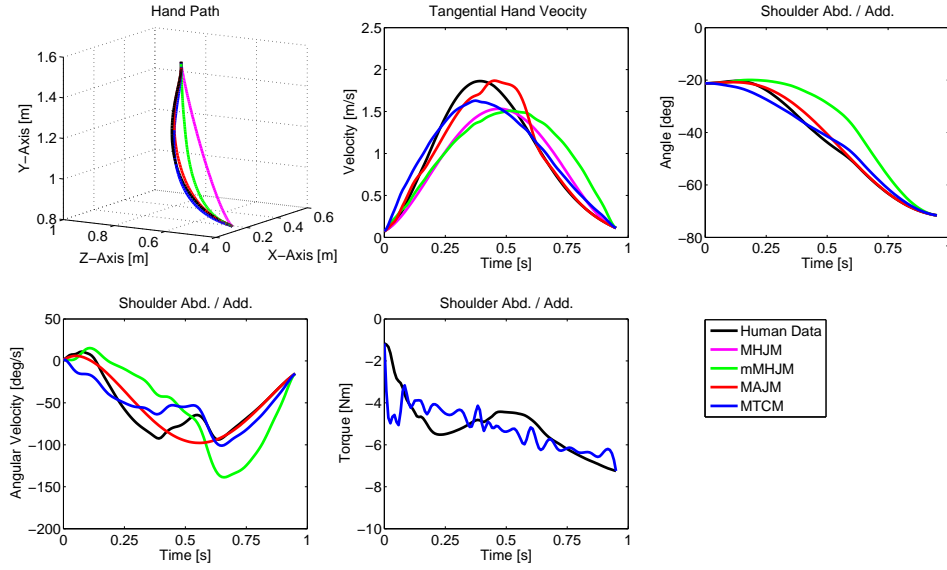 Hand Path
1.6
1.4
1.2
1
0.8
Y−Axis [m]
1
0.8
0.6
0.4
Z−Axis [m]
0
0.2
0.4
0.6
X−Axis [m]
Tangential Hand Veocity
2.5
2
1.5
1
0.5
0
Velocity [m/s]
0
0.25
0.5
0.75
1
Time [s]
Shoulder Abd. / Add.
0
−20
−40
−60
−80
Angle [deg]
0
0.25
0.5
0.75
1
Time [s]
Shoulder Abd. / Add.
50
0
−50
−100
−150
−200
Angular Velocity [deg/s]
0
0.25
0.5
0.75
1
Time [s]
Shoulder Abd. / Add.
0
−2
−4
−6
−8
−10
Torque [Nm]
0
0.25
0.5
0.75
1
Time [s]
Human Data
MHJM
mMHJM
MAJM
MTCM